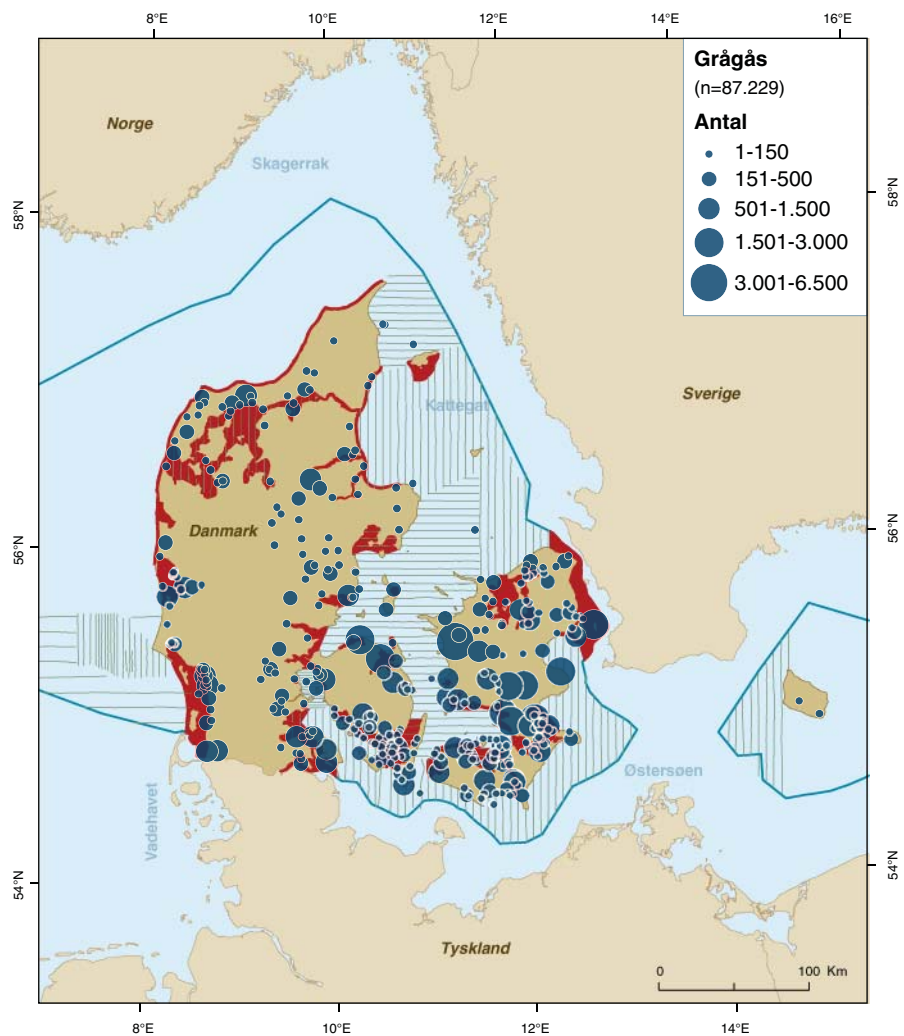 8°E
10°E
12°E
14°E
16°E
Grågås
(n=87.229)
Antal
1-150
151-500
501-1.500
1.501-3.000
3.001-6.500
Norge
Skagerrak
58°N
58°N
Sverige
Kattegat
Danmark
56°N
56°N
Østersøen
Vadehavet
54°N
54°N
Tyskland
0
100 Km
8°E
10°E
12°E
14°E